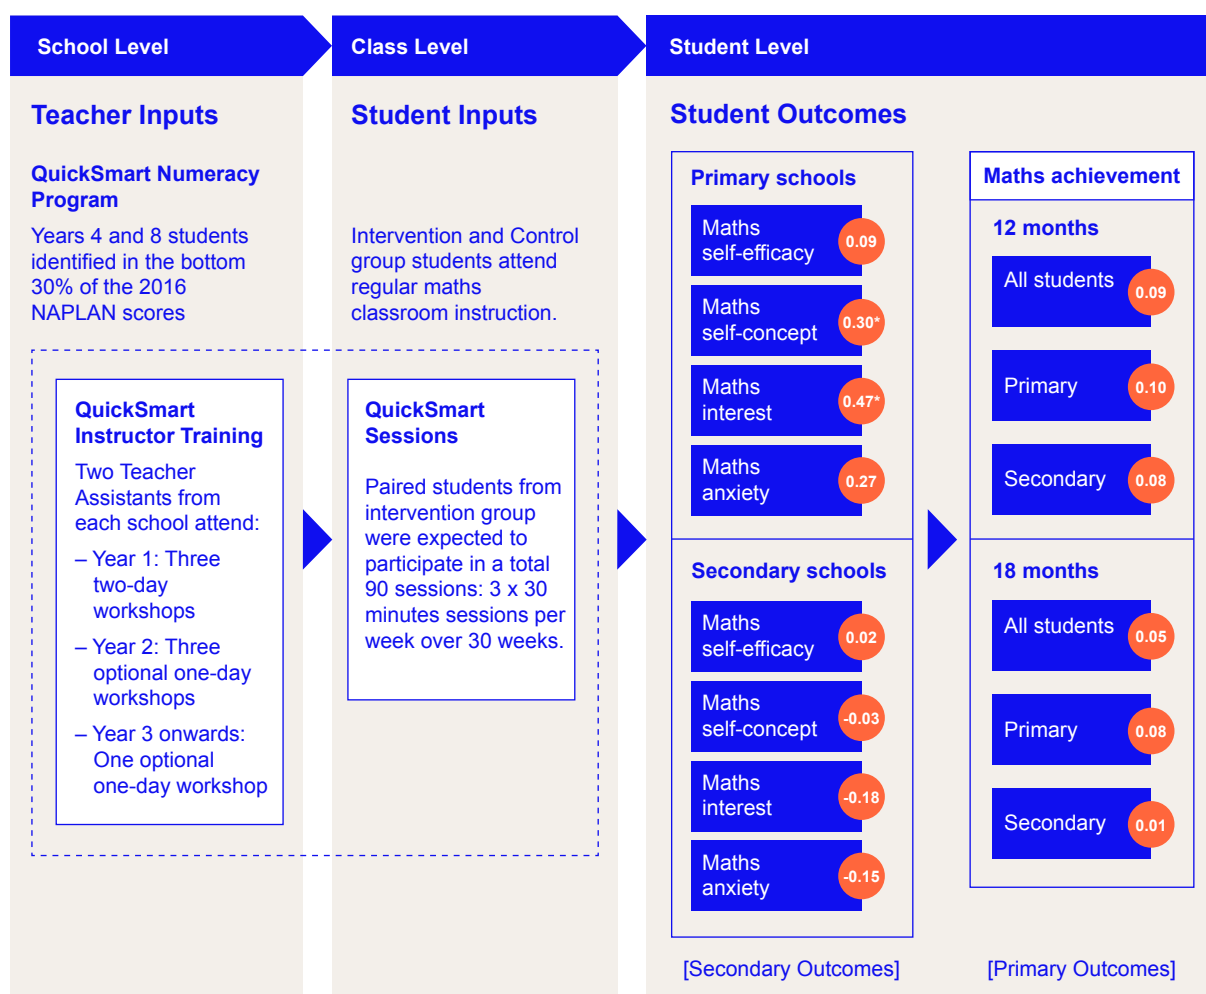 School Level
Class Level
Student Level
Teacher Inputs
QuickSmart Numeracy
Program
Years 4 and 8 students
identified in the bottom
30% of the 2016
NAPLAN scores
QuickSmart
Instructor Training
Two Teacher
Assistants from
each school attend:
– Year 1: Three
two-day
workshops
– Year 2: Three
optional one-day
workshops
– Year 3 onwards:
One optional
one-day workshop
Student Inputs
Intervention and Control
group students attend
regular maths
classroom instruction.
QuickSmart
Sessions
Paired students from
intervention group
were expected to
participate in a total
90 sessions: 3 x 30
minutes sessions per
week over 30 weeks.
Student Outcomes
Primary schools
Maths
self-efficacy
0.09
Maths
self-concept
0.30*
Maths
interest
0.47*
Maths
anxiety
0.27
Secondary schools
Maths
self-efficacy
0.02
Maths
self-concept
-0.03
Maths
interest
-0.18
Maths
anxiety
-0.15
[Secondary Outcomes]
Maths achievement
12 months
All students
0.09
Primary
0.10
Secondary
0.08
18 months
All students
0.05
Primary
0.08
Secondary
0.01
[Primary Outcomes]